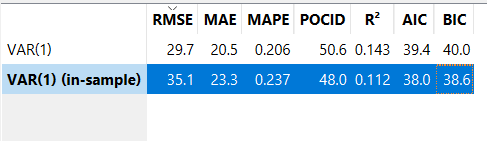 RMSE MAE MAPE POCID R² AIC BIC
VAR(1) 29.7 20.5 0.206 50.6 0.143 39.4 40.0
VAR(1) (in-sample) 35.1 23.3 0.237 48.0 0.112 38.0 38.6